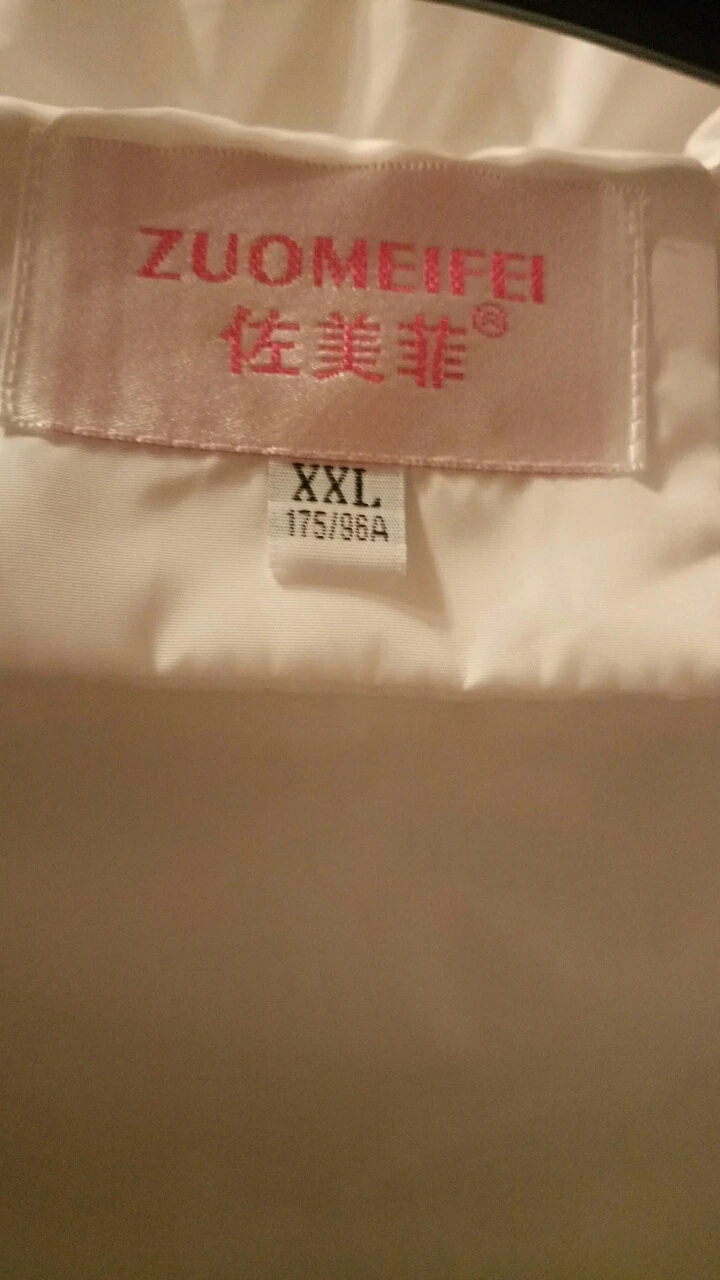 ZUOMEIFEI
佐美菲®
XXL
175/96A